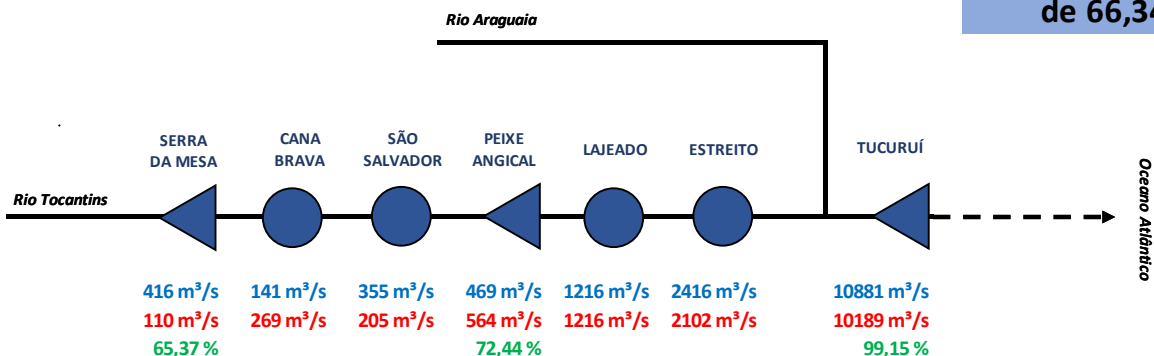 de 66,34
Rio Araguaia
SERRA
DA MESA
CANA
BRAVA
SÃO
SALVADOR
PEIXE
ANGICAL
LAJEADO
ESTREITO
TUCURUÍ
Rio Tocantins
Oceano Atlântico
416 m³/s 141 m³/s 355 m³/s 469 m³/s 1216 m³/s 2416 m³/s 10881 m³/s
110 m³/s 269 m³/s 205 m³/s 564 m³/s 1216 m³/s 2102 m³/s 10189 m³/s
65,37 % 72,44 % 99,15 %